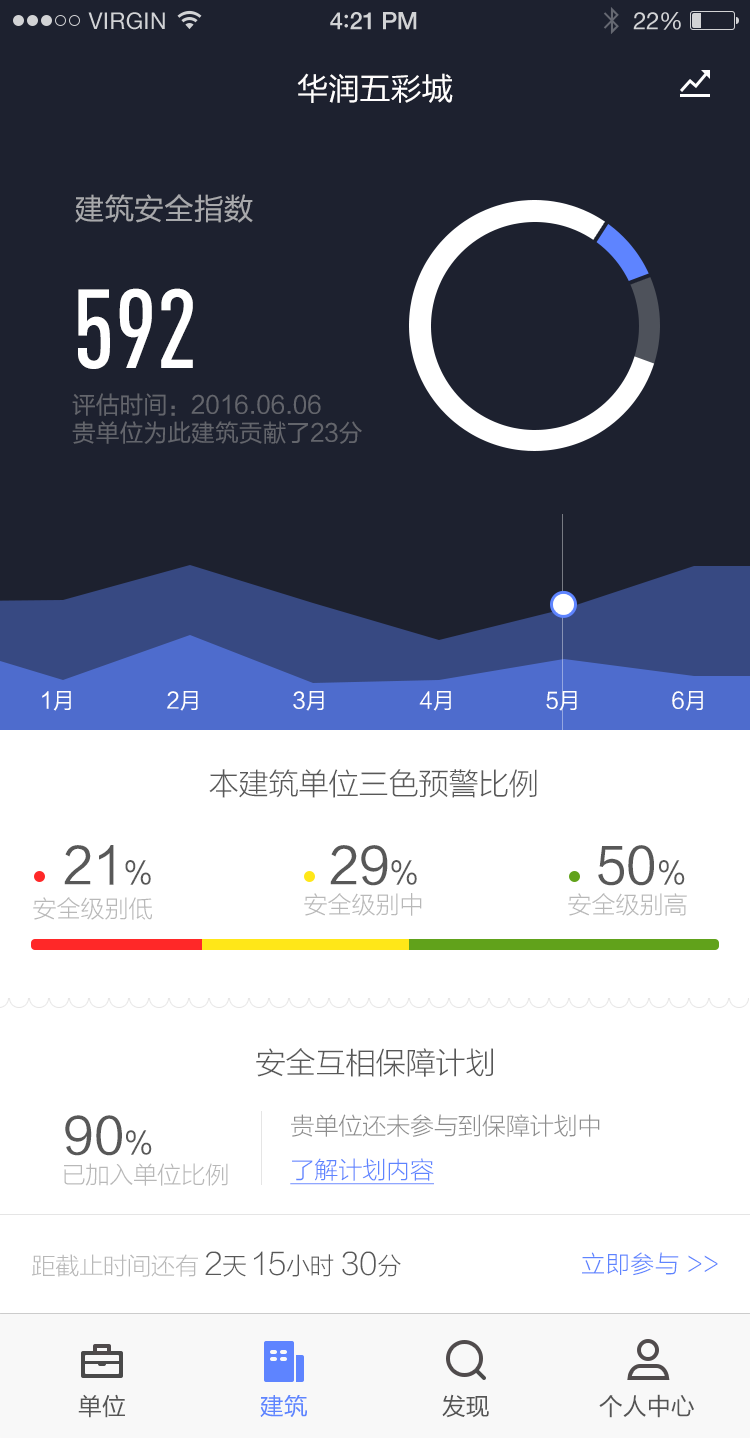 VIRGIN 4:21 PM 22%
华润五彩城
建筑安全指数
592
评估时间：2016.06.06
贵单位为此建筑贡献了23分
1月 2月 3月 4月 5月 6月
本建筑单位三色预警比例
21% 29% 50%
安全级别低 安全级别中 安全级别高
安全互相保障计划
90%
已加入单位比例
贵单位还未参与到保障计划中
了解计划内容
距截止时间还有 2天 15小时 30分 立即参与 >>
单位 建筑 发现 个人中心